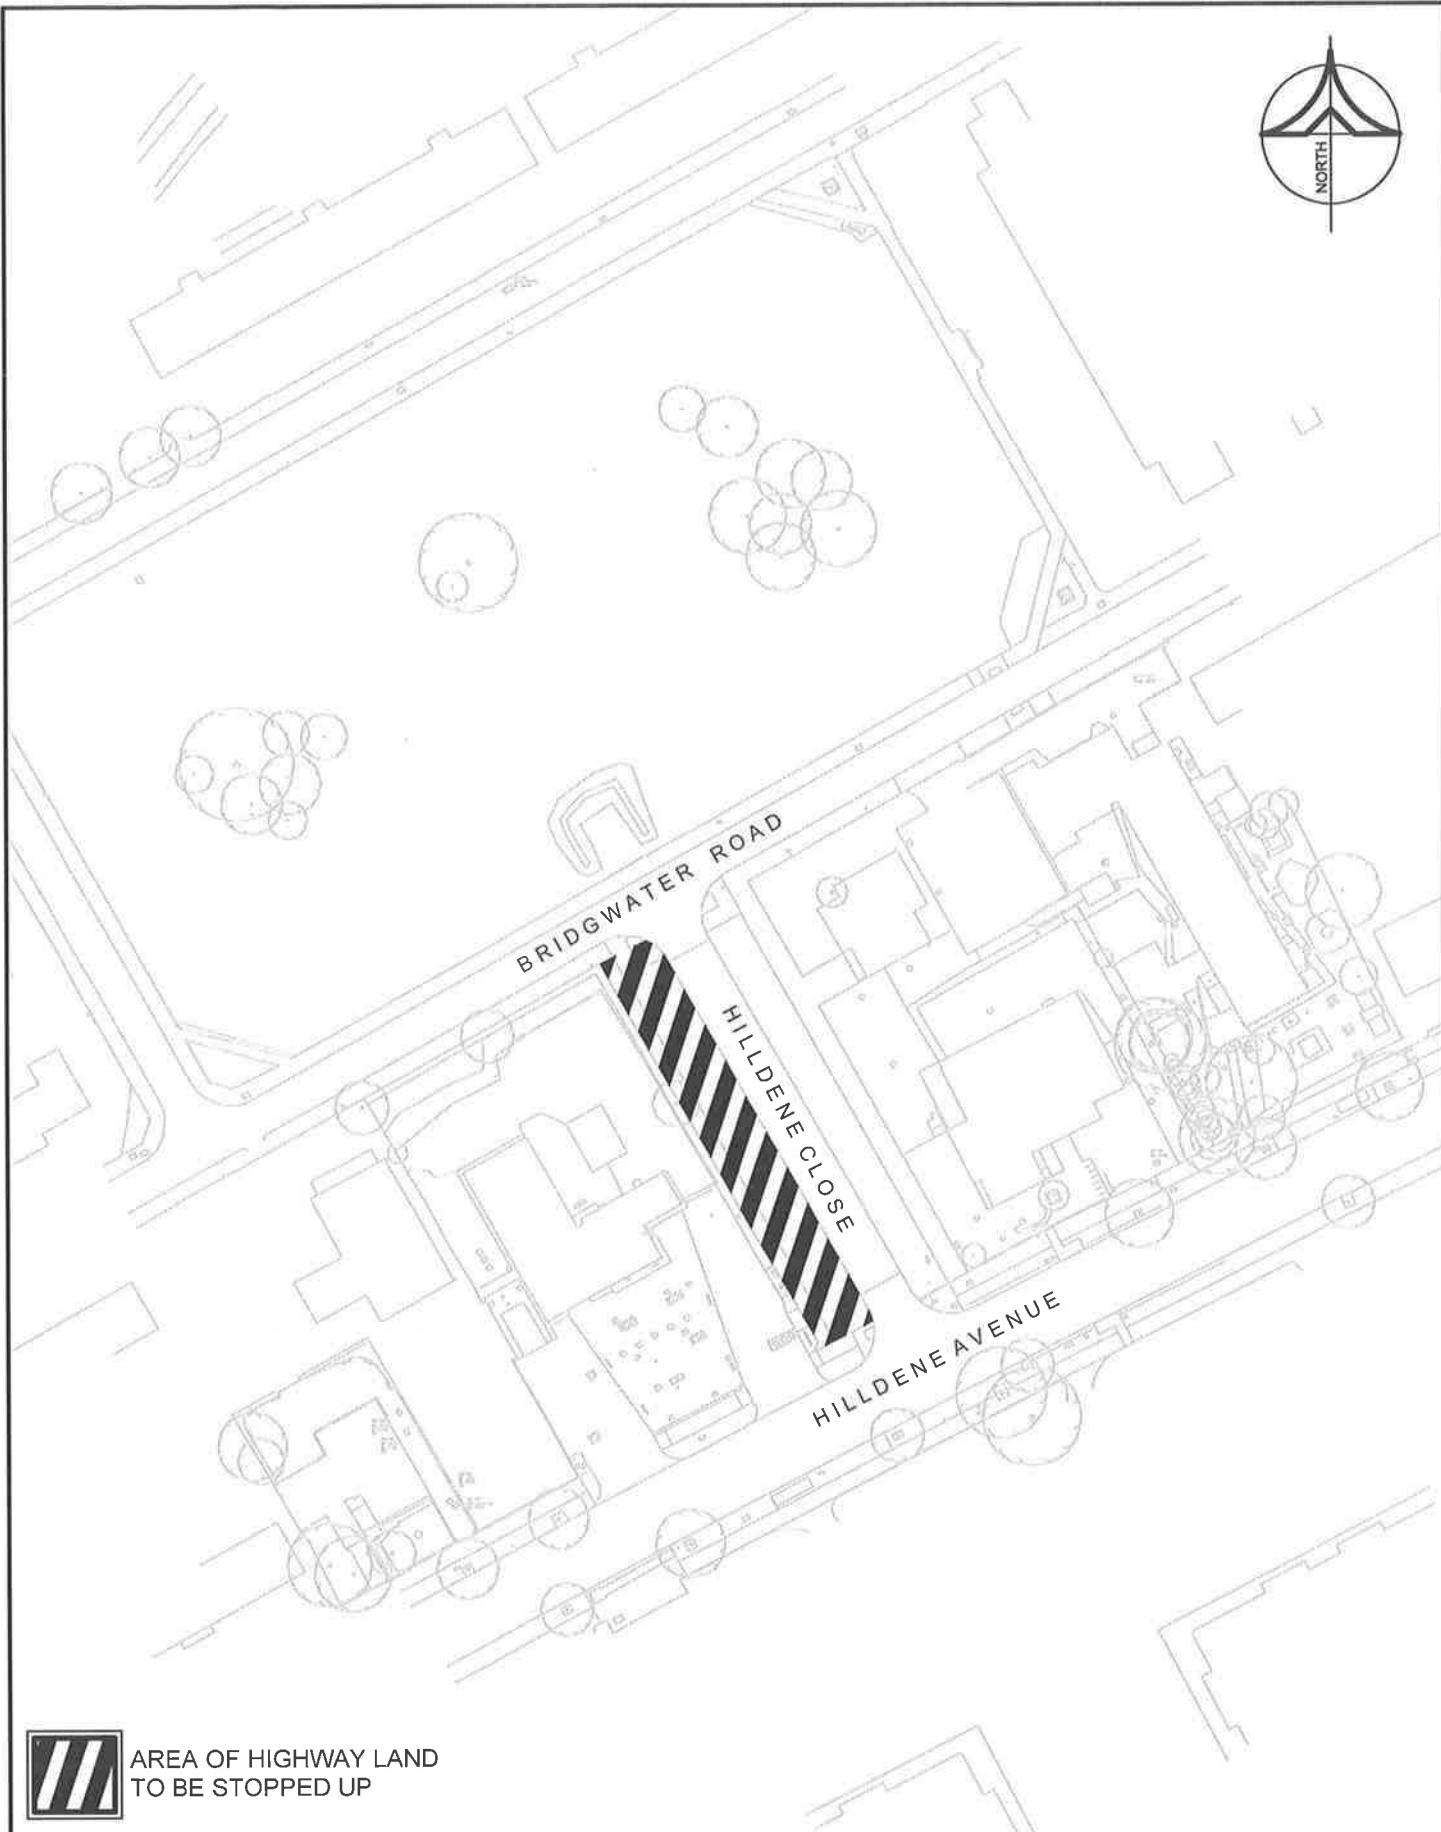 NORTH
BRIDGWATER ROAD
HILLDENE CLOSE
HILLDENE AVENUE
AREA OF HIGHWAY LAND
TO BE STOPPED UP